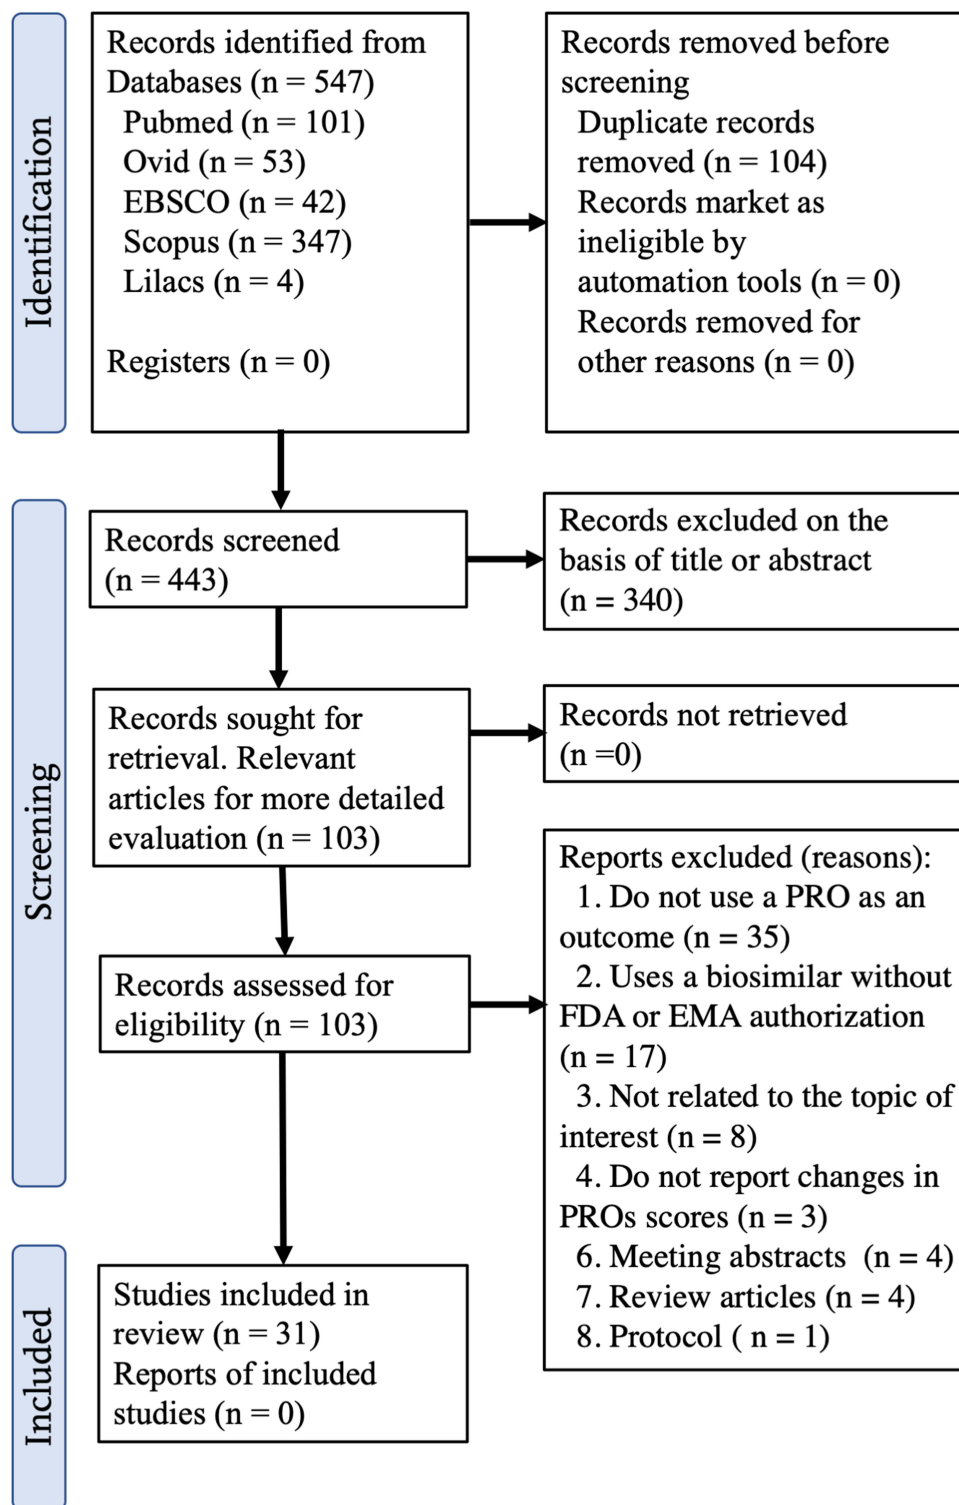 Identification
Records identified from
Databases (n = 547)
Pubmed (n = 101)
Ovid (n = 53)
EBSCO (n = 42)
Scopus (n = 347)
Lilacs (n = 4)
Registers (n = 0)
Records removed before
screening
Duplicate records
removed (n = 104)
Records market as
ineligible by
automation tools (n = 0)
Records removed for
other reasons (n = 0)
Screening
Records screened
(n = 443)
Records excluded on the
basis of title or abstract
(n = 340)
Records sought for
retrieval. Relevant
articles for more detailed
evaluation (n = 103)
Records not retrieved
(n =0)
Records assessed for
eligibility (n = 103)
Reports excluded (reasons):
1. Do not use a PRO as an
outcome (n = 35)
2. Uses a biosimilar without
FDA or EMA authorization
(n = 17)
3. Not related to the topic of
interest (n = 8)
4. Do not report changes in
PROs scores (n = 3)
6. Meeting abstracts  (n = 4)
7. Review articles (n = 4)
8. Protocol ( n = 1)
Included
Studies included in
review (n = 31)
Reports of included
studies (n = 0)